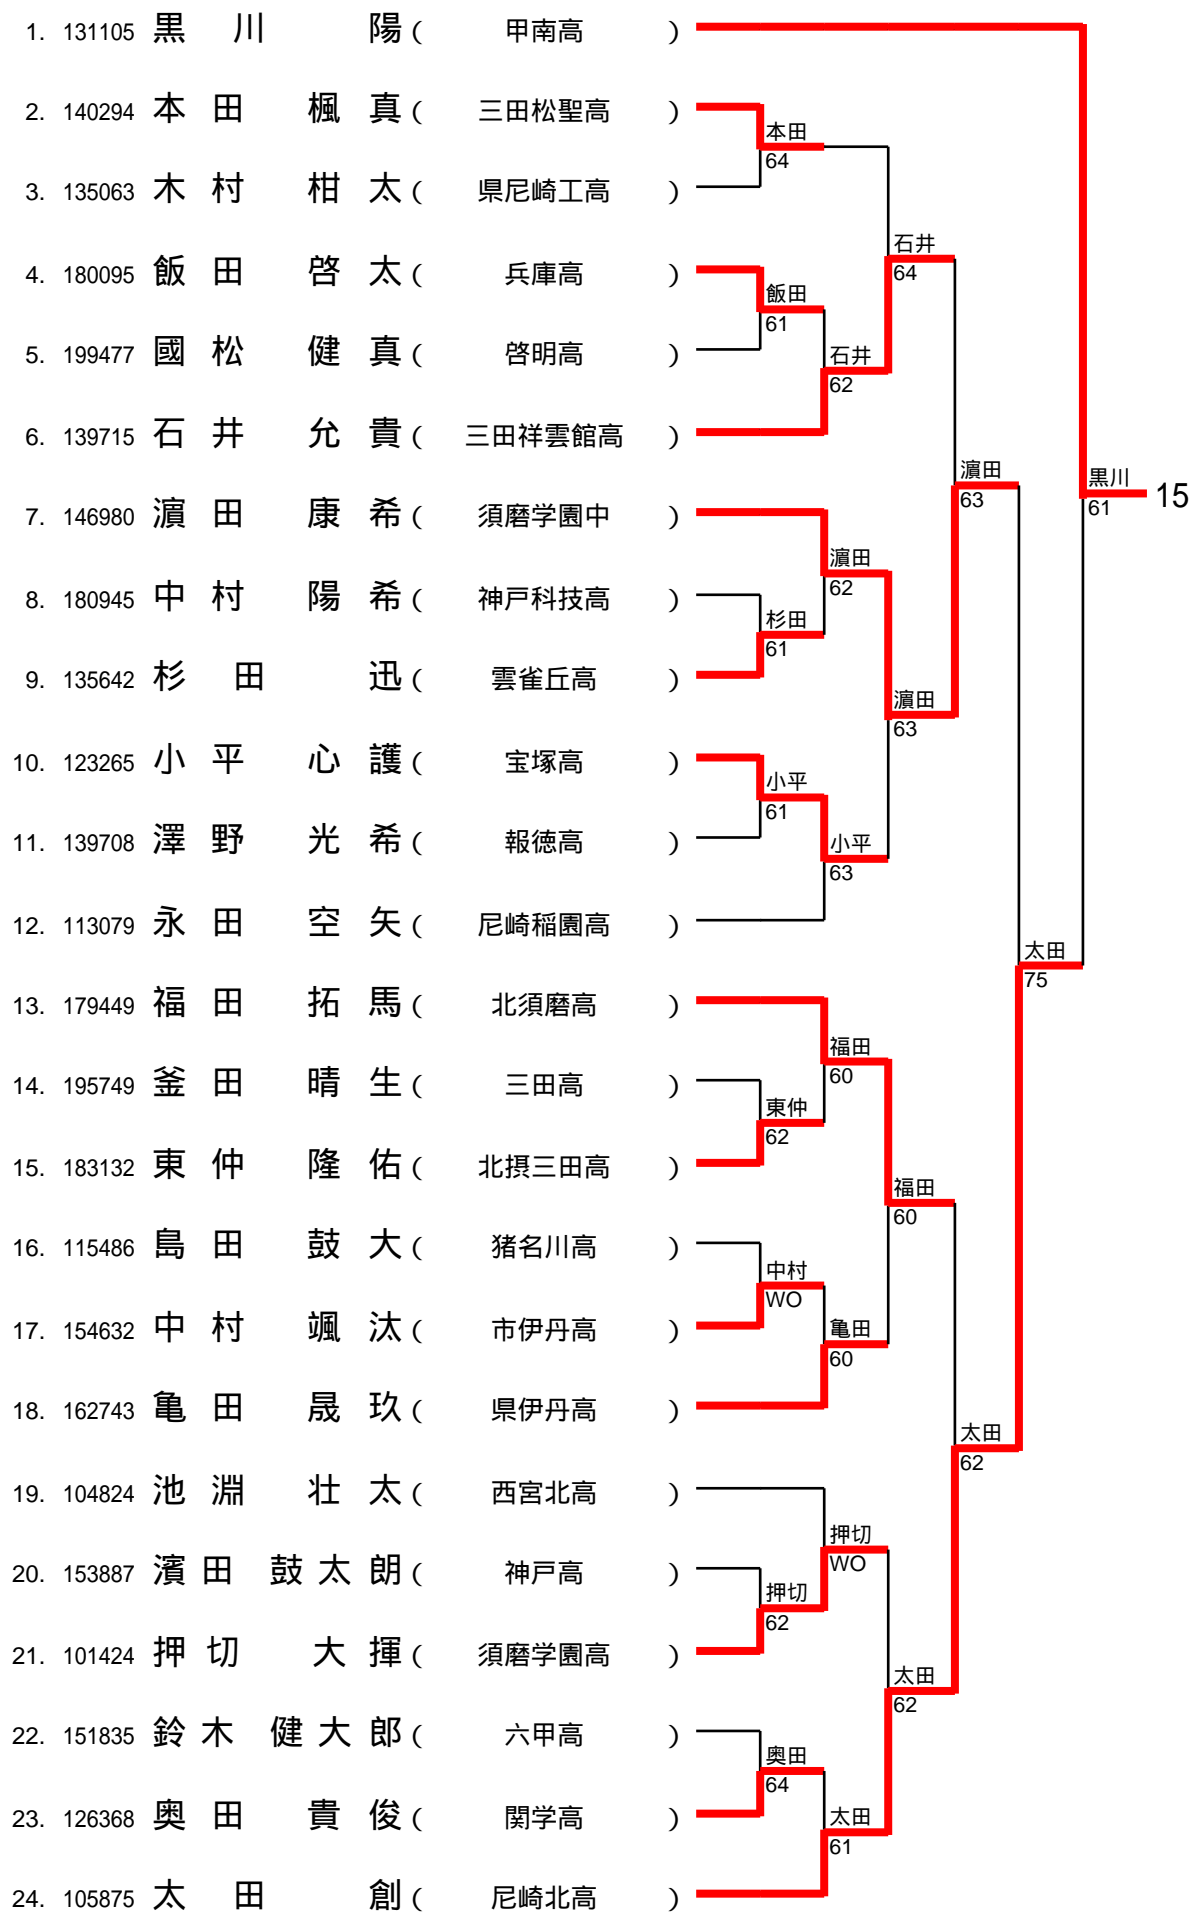 1. 131105 黒川 陽 ( 甲南高 )
2. 140294 本田 楓真 ( 三田松聖高 )
本田
64
3. 135063 木村 柑太 ( 県尼崎工高 )
石井
64
4. 180095 飯田 啓太 ( 兵庫高 )
飯田
61
5. 199477 國松 健真 ( 啓明高 )
石井
62
6. 139715 石井 允貴 ( 三田祥雲館高 )
濵田
63
黒川
61
15
7. 146980 濵田 康希 ( 須磨学園中 )
濵田
62
8. 180945 中村 陽希 ( 神戸科技高 )
杉田
61
9. 135642 杉田 迅 ( 雲雀丘高 )
濵田
63
10. 123265 小平 心護 ( 宝塚高 )
小平
61
11. 139708 澤野 光希 ( 報徳高 )
小平
63
12. 113079 永田 空矢 ( 尼崎稲園高 )
太田
75
13. 179449 福田 拓馬 ( 北須磨高 )
福田
60
14. 195749 釜田 晴生 ( 三田高 )
東仲
62
15. 183132 東仲 隆佑 ( 北摂三田高 )
福田
60
16. 115486 島田 鼓大 ( 猪名川高 )
中村
WO
17. 154632 中村 颯汰 ( 市伊丹高 )
亀田
60
18. 162743 亀田 晟玖 ( 県伊丹高 )
太田
62
19. 104824 池淵 壮太 ( 西宮北高 )
押切
WO
20. 153887 濱田 鼓太朗 ( 神戸高 )
押切
62
21. 101424 押切 大揮 ( 須磨学園高 )
太田
62
22. 151835 鈴木 健大郎 ( 六甲高 )
奥田
64
23. 126368 奥田 貴俊 ( 関学高 )
太田
61
24. 105875 太田 創 ( 尼崎北高 )